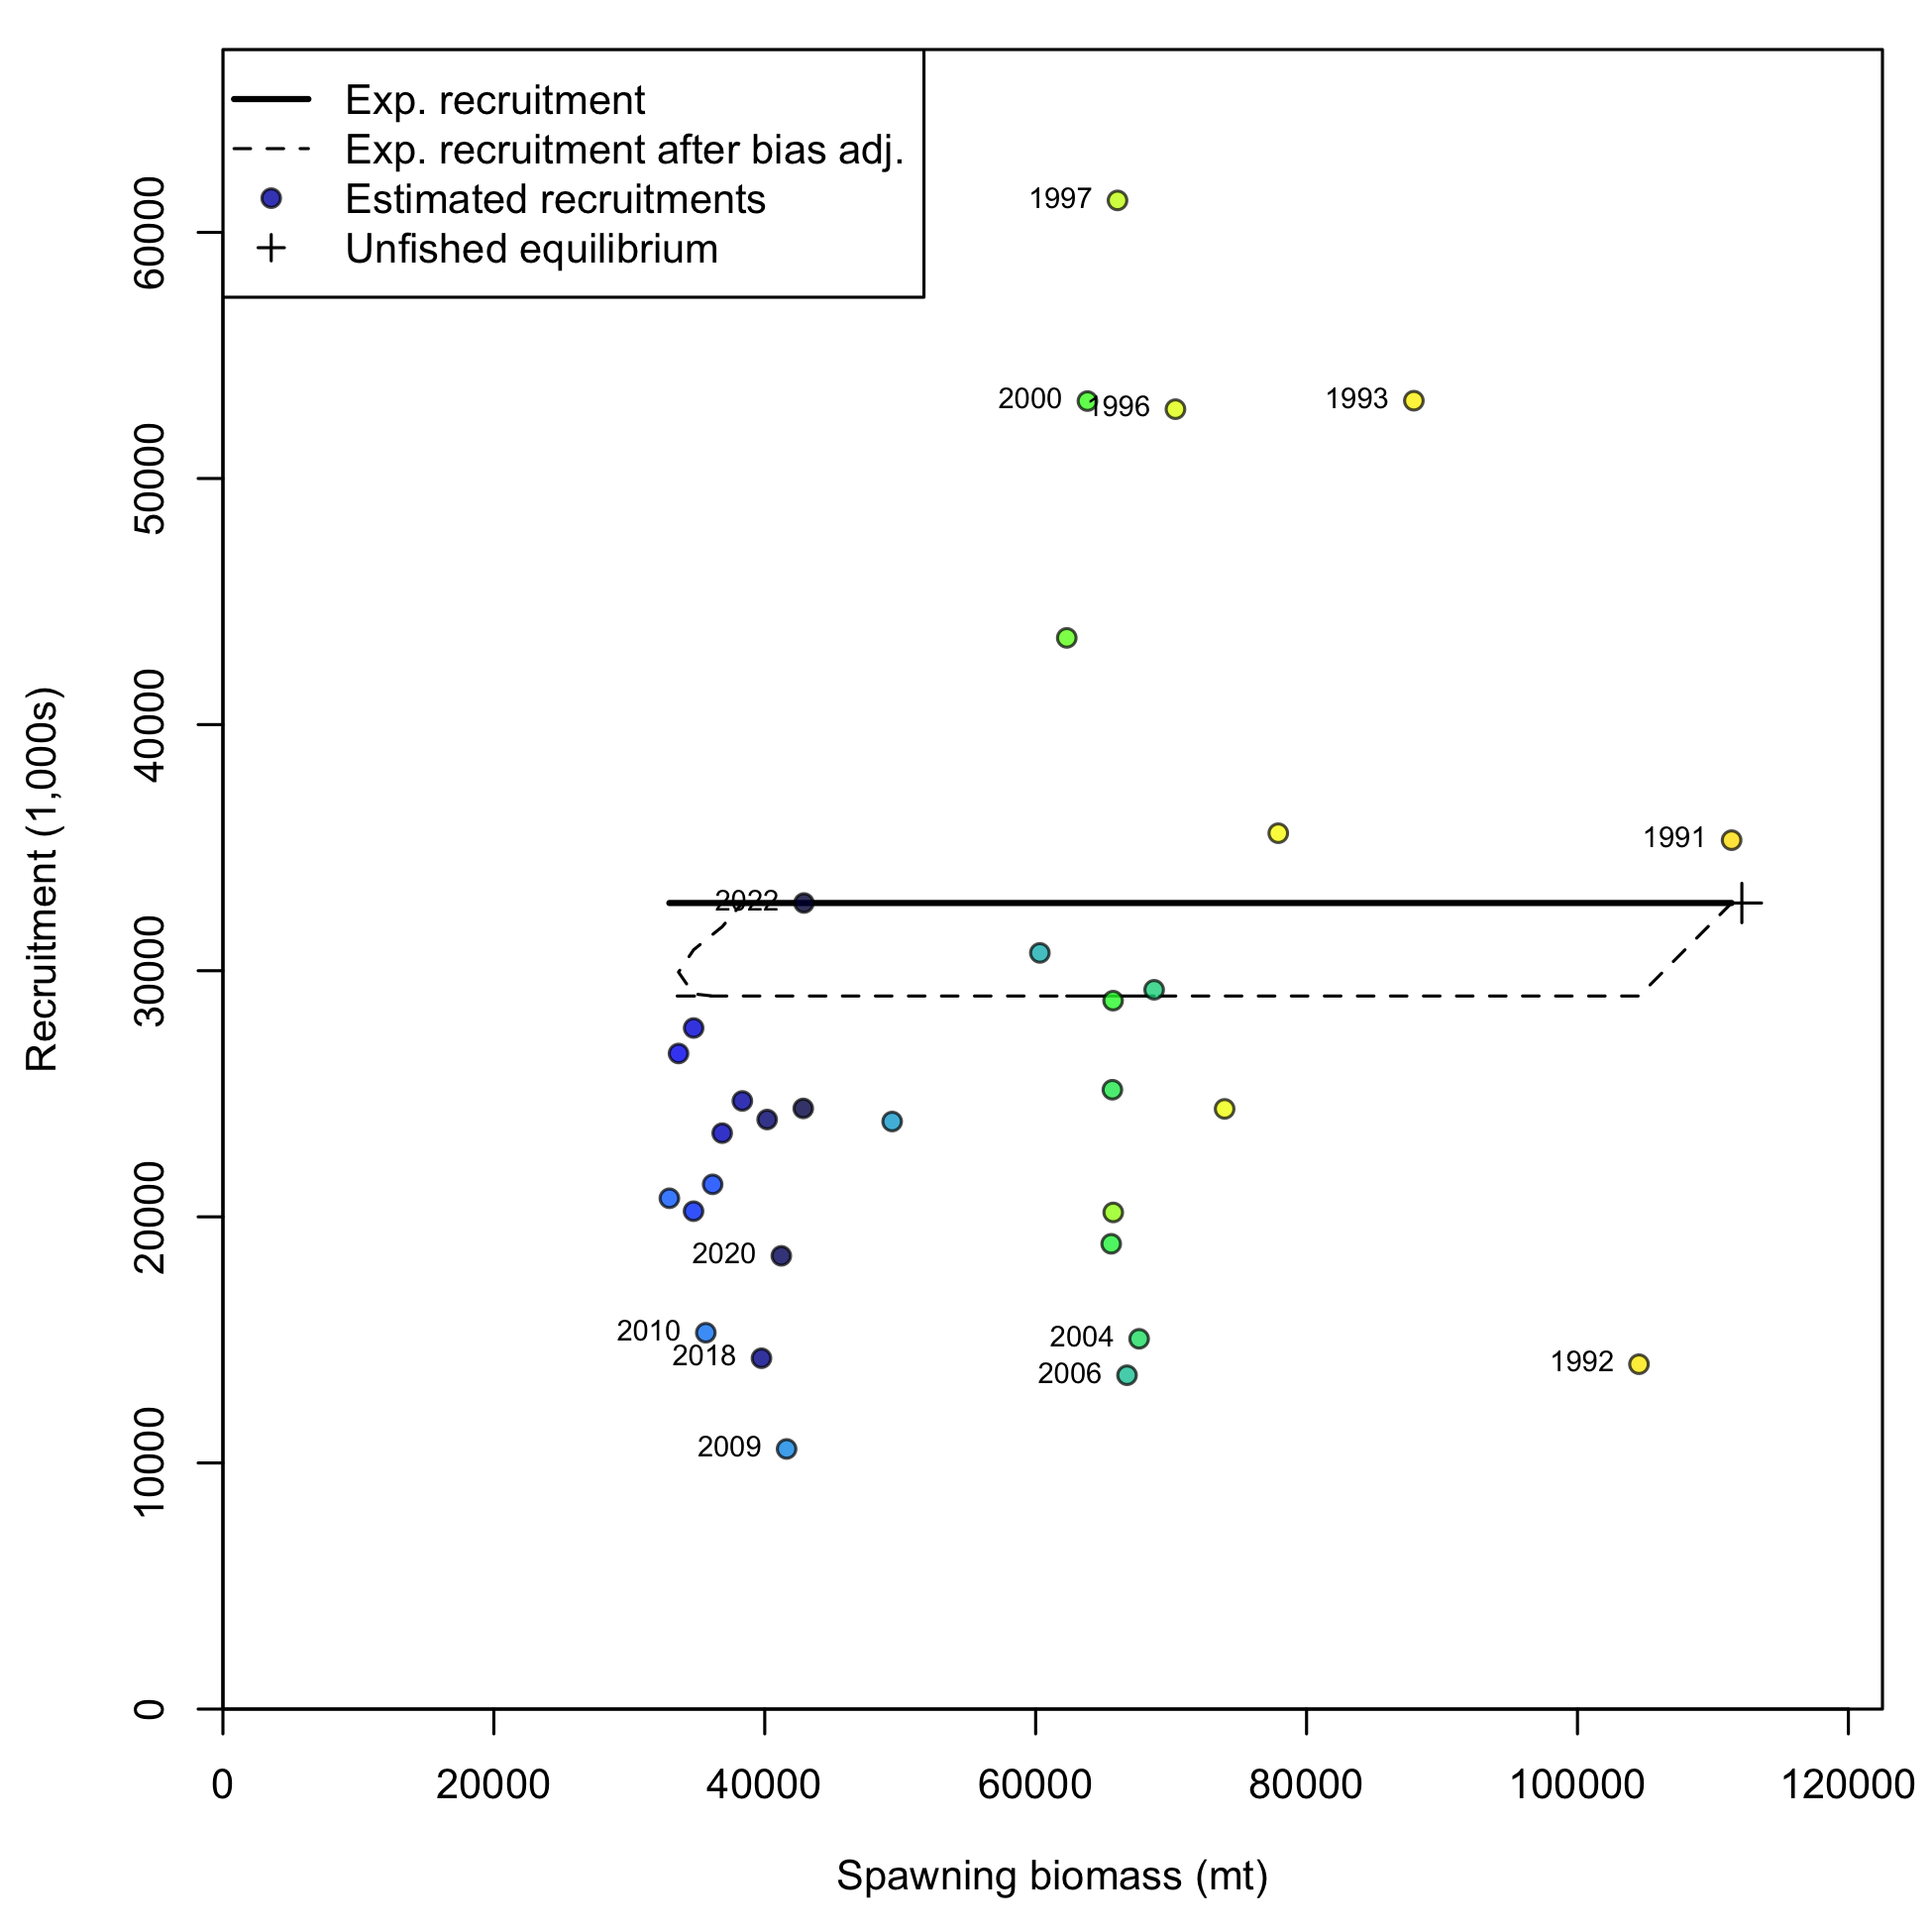 Exp. recruitment
Exp. recruitment after bias adj.
Estimated recruitments
Unfished equilibrium
1997
2000
1996
1993
1991
2022
2020
2010
2018
2004
2006
1992
2009
Recruitment (1,000s)
60000
50000
40000
30000
20000
10000
0
0 20000 40000 60000 80000 100000 120000
Spawning biomass (mt)